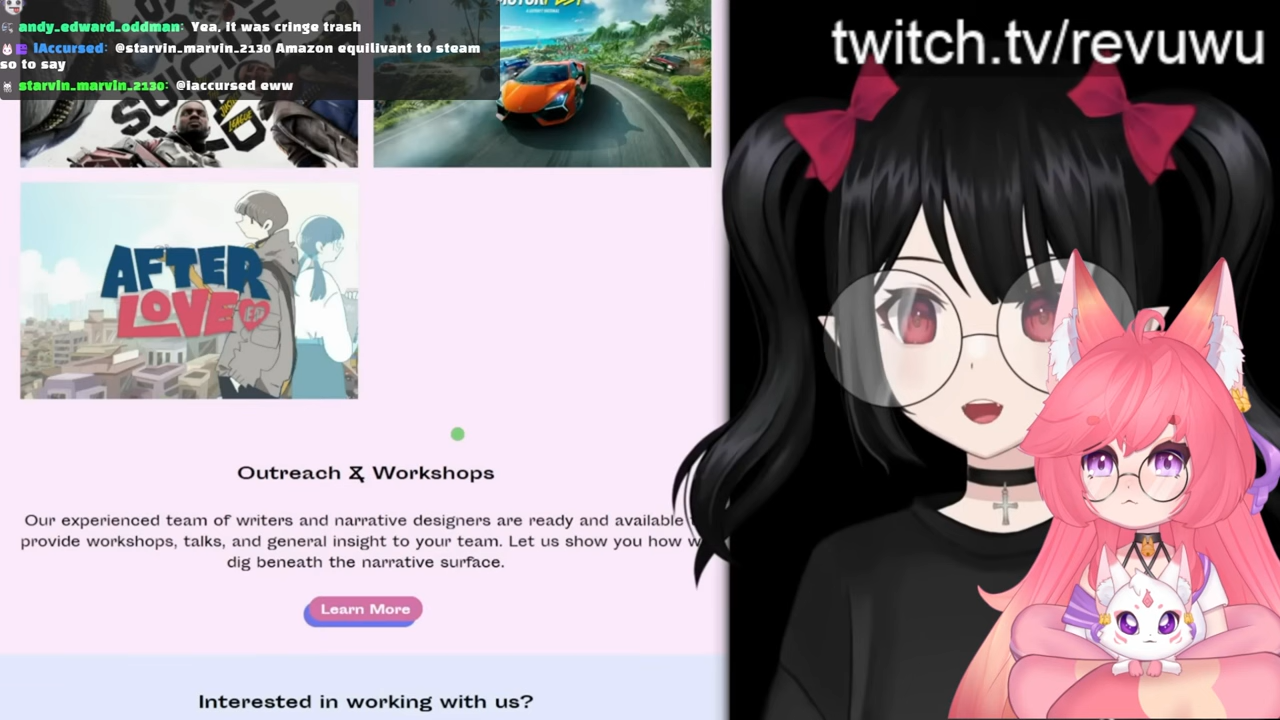 andy_edward_oddman: Yea, it was cringe trash
lAccursed: @starvin_marvin_2130 Amazon equilivant to steam
so to say
starvin_marvin_2130: @laccursed eww
twitch.tv/revuwu
AFTER
LOVE EP
Outreach & Workshops
Our experienced team of writers and narrative designers are ready and available
provide workshops, talks, and general insight to your team. Let us show you how w
dig beneath the narrative surface.
Learn More
Interested in working with us?